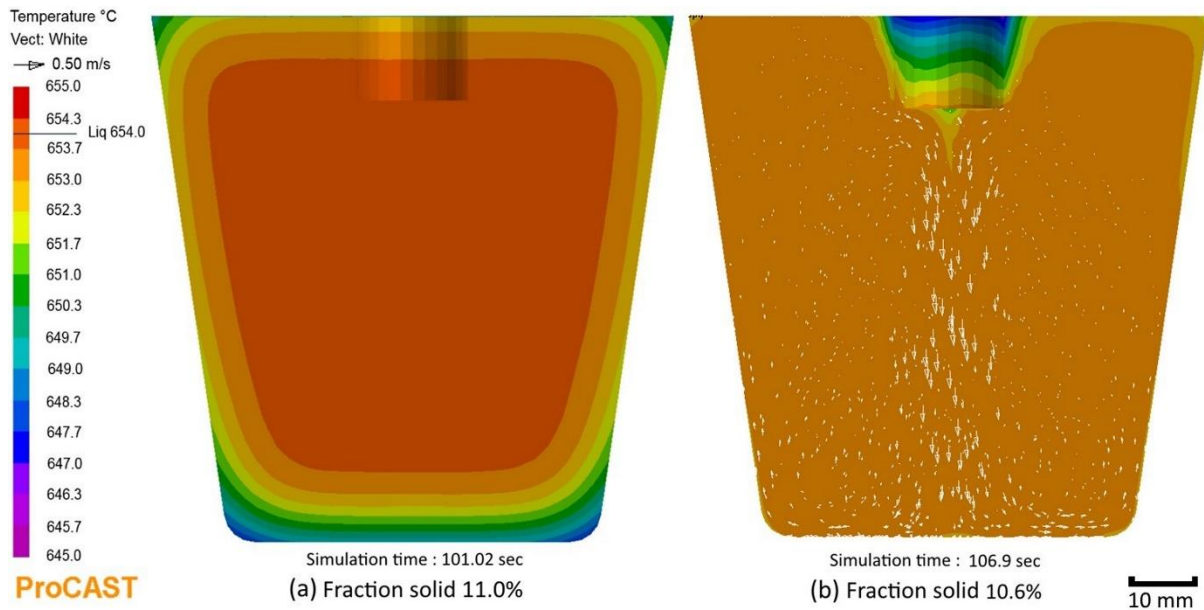 Temperature °C
Vect: White
0.50 m/s
655.0
654.3
Liq 654.0
653.7
653.0
652.3
651.7
651.0
650.3
649.7
649.0
648.3
647.7
647.0
646.3
645.7
645.0
ProCAST
Simulation time : 101.02 sec
(a) Fraction solid 11.0%
Simulation time : 106.9 sec
(b) Fraction solid 10.6%
10 mm